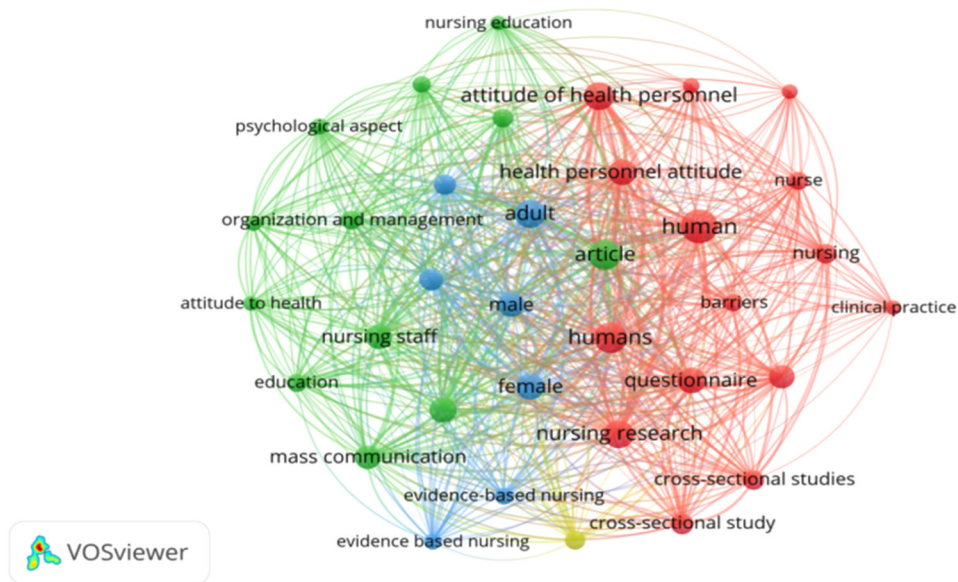 nursing education
attitude of health personnel
psychological aspect
health personnel attitude
nurse
adult
organization and management
human
article
nursing
attitude to health
male
barriers
clinical practice
nursing staff
humans
education
female
questionnaire
nursing research
mass communication
cross-sectional studies
evidence-based nursing
cross-sectional study
evidence based nursing
VOSviewer